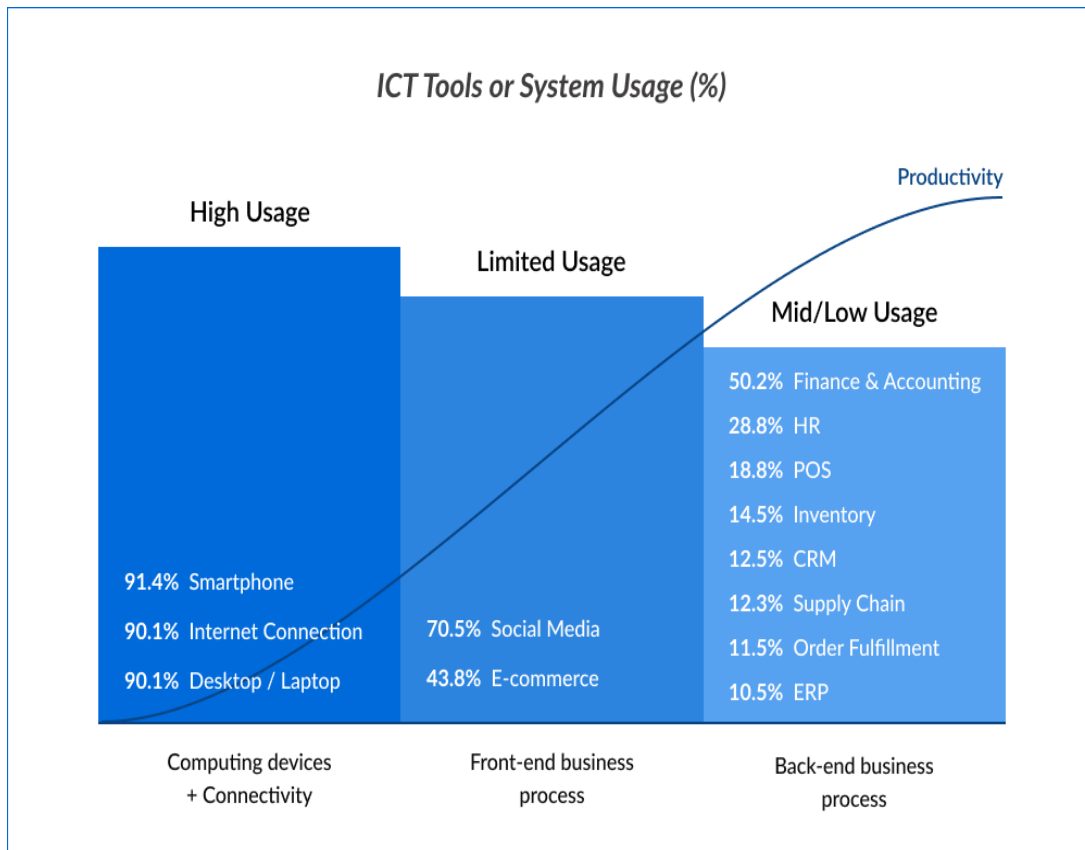 ICT Tools or System Usage (%)
Productivity
High Usage
Limited Usage
Mid/Low Usage
91.4% Smartphone
90.1% Internet Connection
90.1% Desktop / Laptop
70.5% Social Media
43.8% E-commerce
50.2% Finance & Accounting
28.8% HR
18.8% POS
14.5% Inventory
12.5% CRM
12.3% Supply Chain
11.5% Order Fulfillment
10.5% ERP
Computing devices
+ Connectivity
Front-end business
process
Back-end business
process